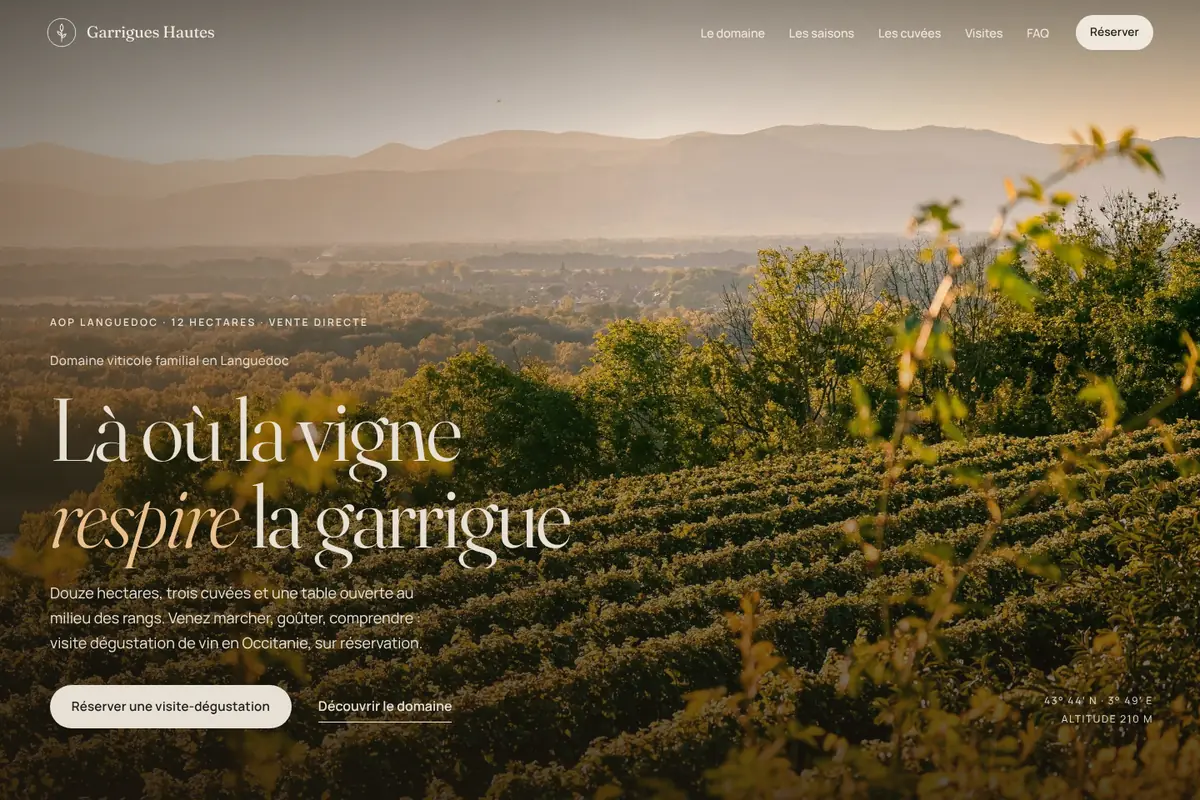 Garrigues Hautes
Le domaine
Les saisons
Les cuvées
Visites
FAQ
Réserver
AOP LANGUEDOC · 12 HECTARES · VENTE DIRECTE
Domaine viticole familial en Languedoc
Là où la vigne
respire la garrigue
Douze hectares, trois cuvées et une table ouverte au
milieu des rangs. Venez marcher, goûter, comprendre :
visite dégustation de vin en Occitanie, sur réservation.
Réserver une visite-dégustation
Découvrir le domaine
43° 44′ N · 3° 49′ E
ALTITUDE 210 M